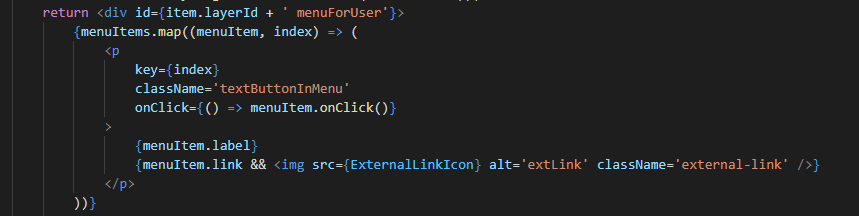 return <div id={item.layerId + ' menuForUser'}>
{menuItems.map((menuItem, index) => (
<p
key={index}
className='textButtonInMenu'
onClick={() => menuItem.onClick()}
>
{menuItem.label}
{menuItem.link && <img src={ExternalLinkIcon} alt='extLink' className='external-link' />}
</p>
))}